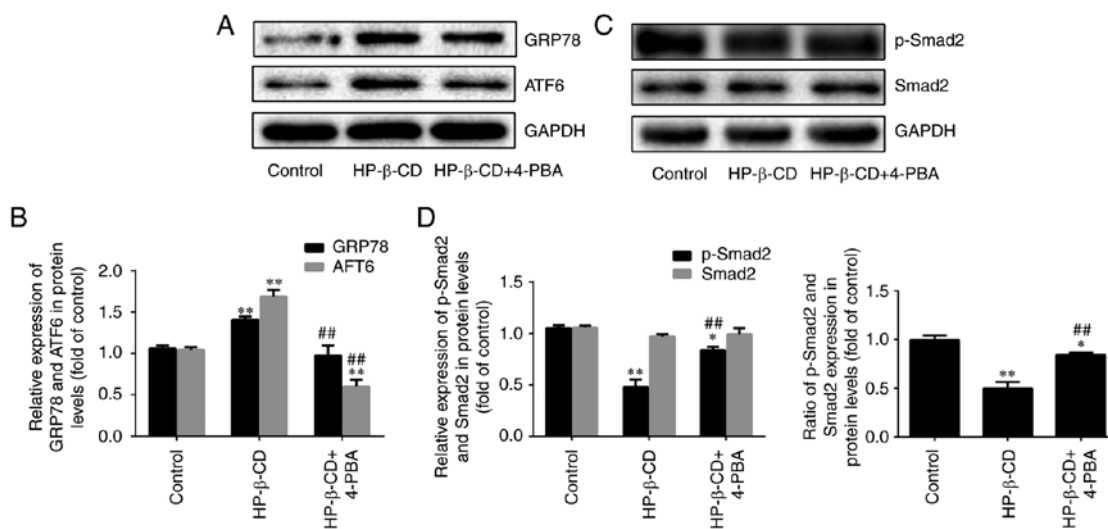 A
GRP78
ATF6
GAPDH
Control HP-β-CD HP-β-CD+4-PBA
C
p-Smad2
Smad2
GAPDH
Control HP-β-CD HP-β-CD+4-PBA
B
Relative expression of
GRP78 and ATF6 in protein
levels (fold of control)
2.0
1.5
1.0
0.5
0.0
GRP78
AFT6
**
**
##
##
**
Control
HP-β-CD
HP-β-CD+
4-PBA
D
Relative expression of p-Smad2
and Smad2 in protein levels
(fold of control)
1.5
1.0
0.5
0.0
p-Smad2
Smad2
**
##
*
Control
HP-β-CD
HP-β-CD+
4-PBA
Ratio of p-Smad2 and
Smad2 expression in
protein levels (fold of control)
1.5
1.0
0.5
0.0
**
##
*
Control
HP-β-CD
HP-β-CD+
4-PBA